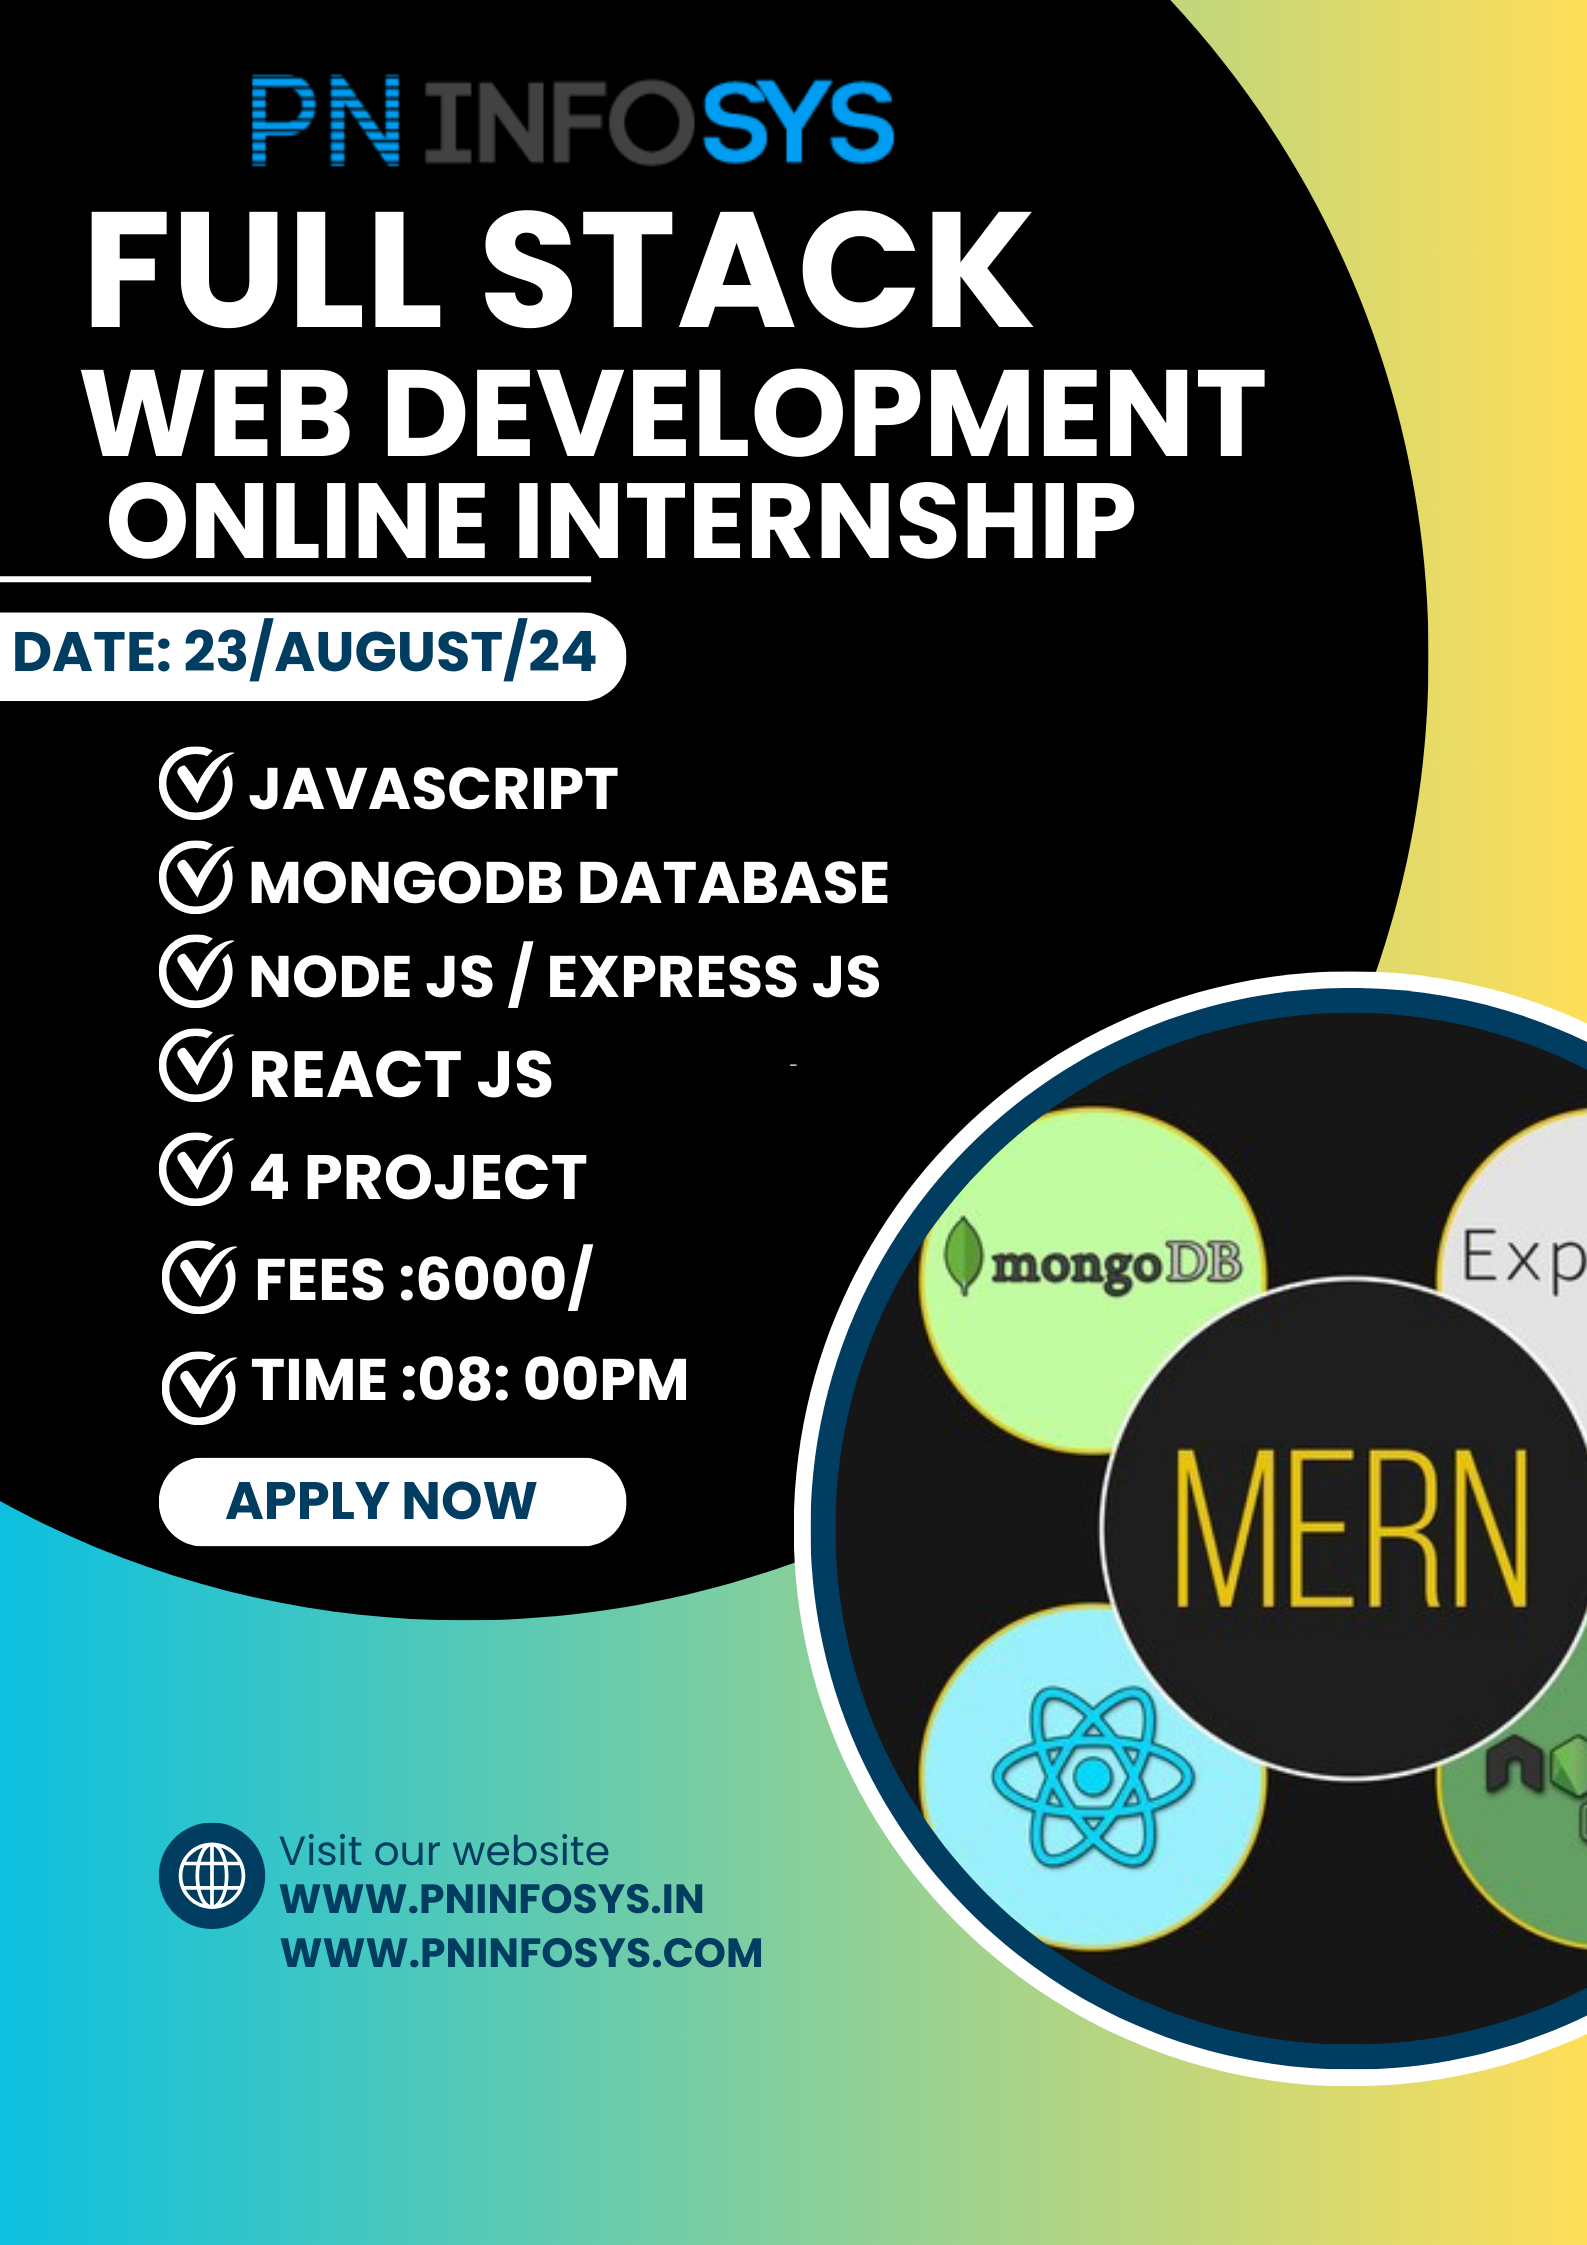 PN INFOSYS
FULL STACK
WEB DEVELOPMENT
ONLINE INTERNSHIP
DATE: 23/AUGUST/24
JAVASCRIPT
MONGODB DATABASE
NODE JS / EXPRESS JS
REACT JS
-
4 PROJECT
FEES :6000/
TIME :08: 00PM
APPLY NOW
mongoDB
Exp
MERN
Visit our website
WWW.PNINFOSYS.IN
WWW.PNINFOSYS.COM